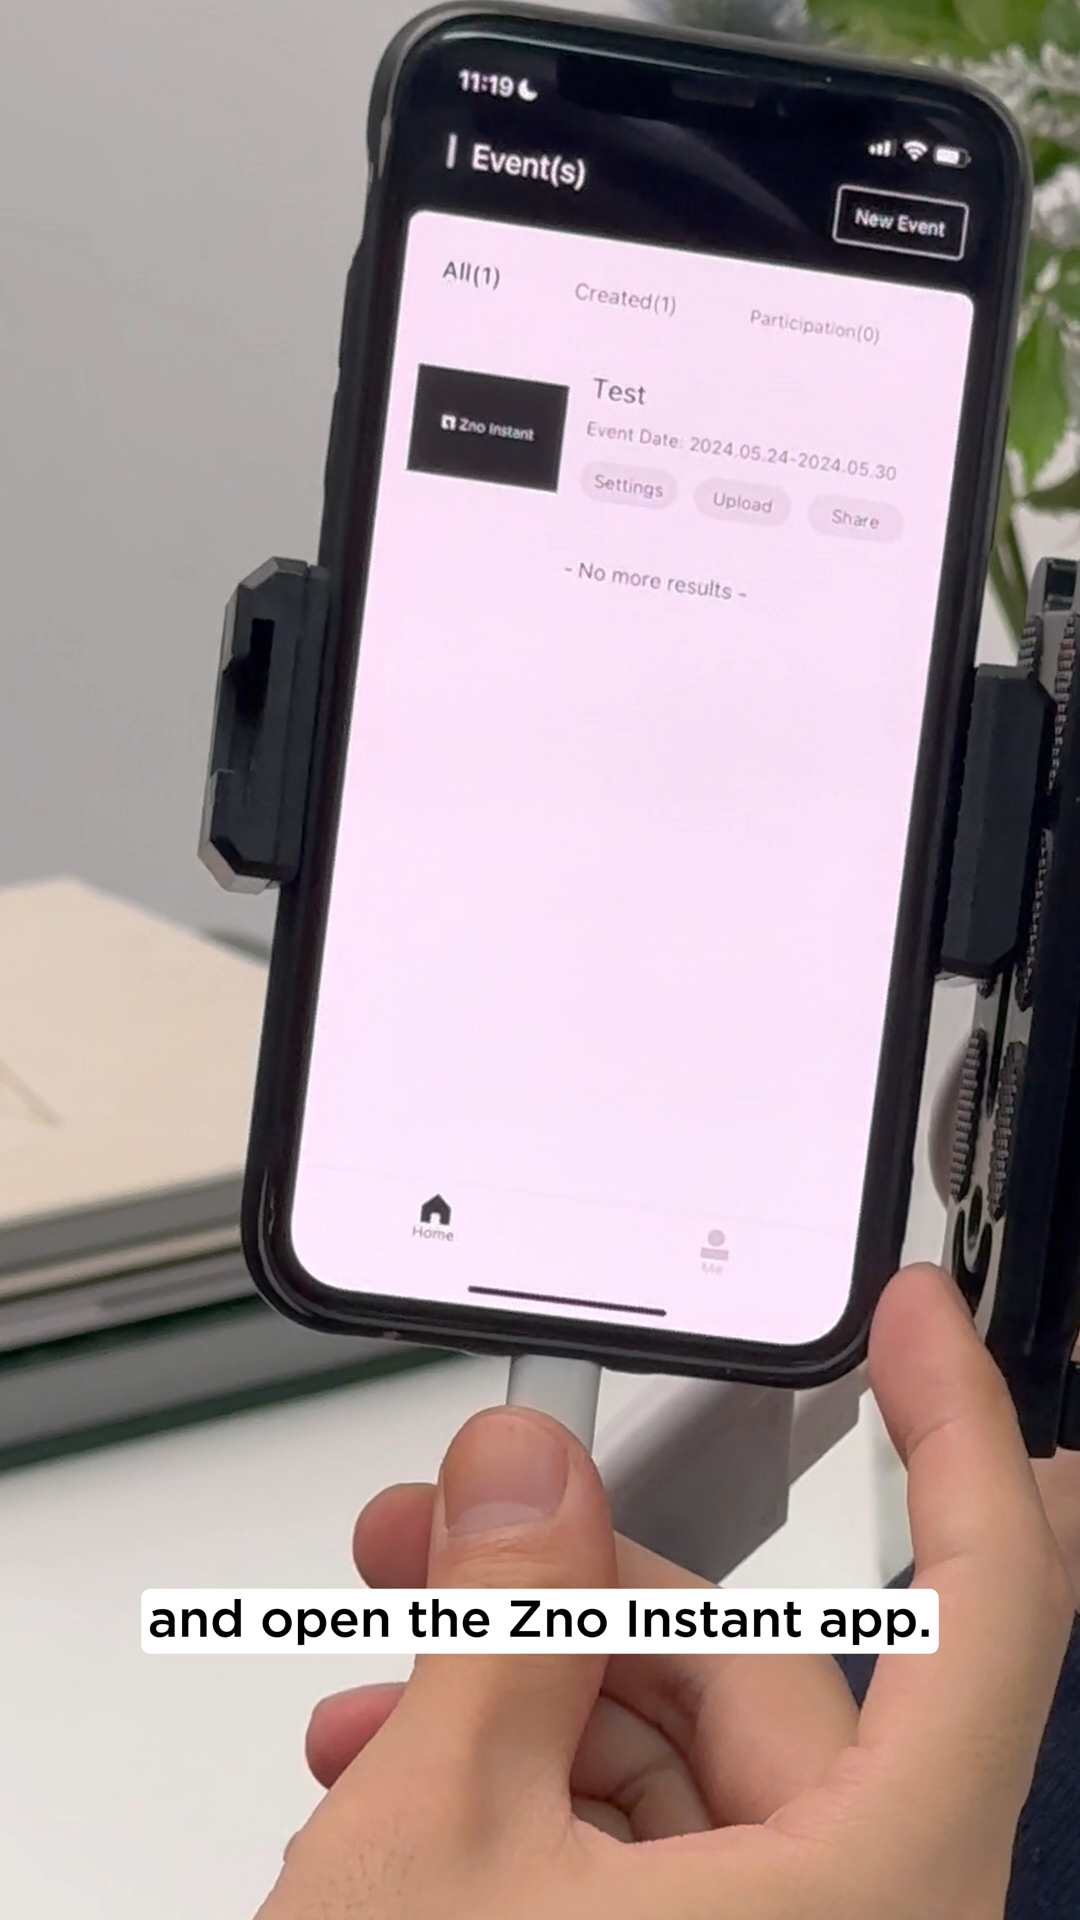 11:19
Event(s)
New Event
All(1)
Created(1)
Participation(0)
Zno Instant
Test
Event Date: 2024.05.24-2024.05.30
Settings
Upload
Share
- No more results -
Home
Me
and open the Zno Instant app.